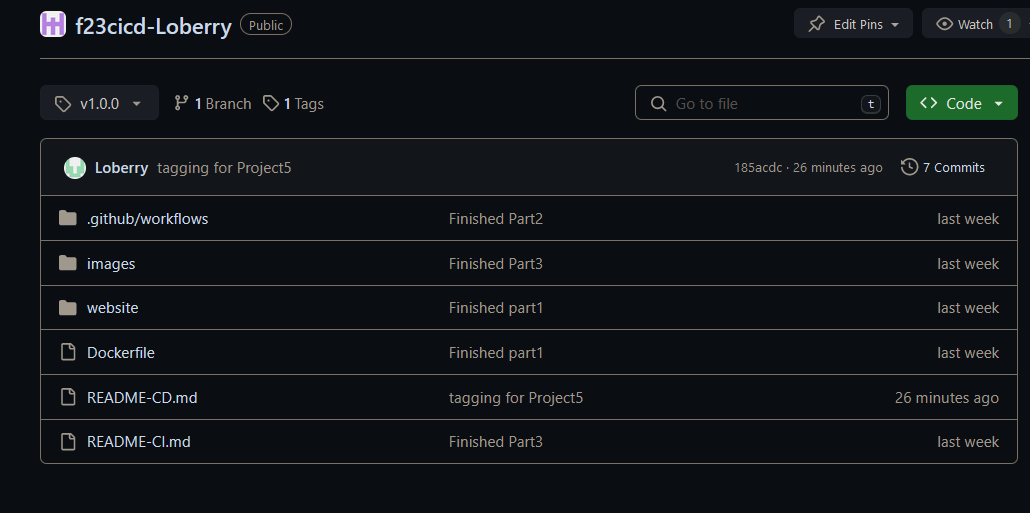 f23cicd-Loberry Public Edit Pins Watch 1
v1.0.0 1 Branch 1 Tags Go to file t Code
Loberry tagging for Project5 185acdc · 26 minutes ago 7 Commits
.github/workflows Finished Part2 last week
images Finished Part3 last week
website Finished part1 last week
Dockerfile Finished part1 last week
README-CD.md tagging for Project5 26 minutes ago
README-CI.md Finished Part3 last week